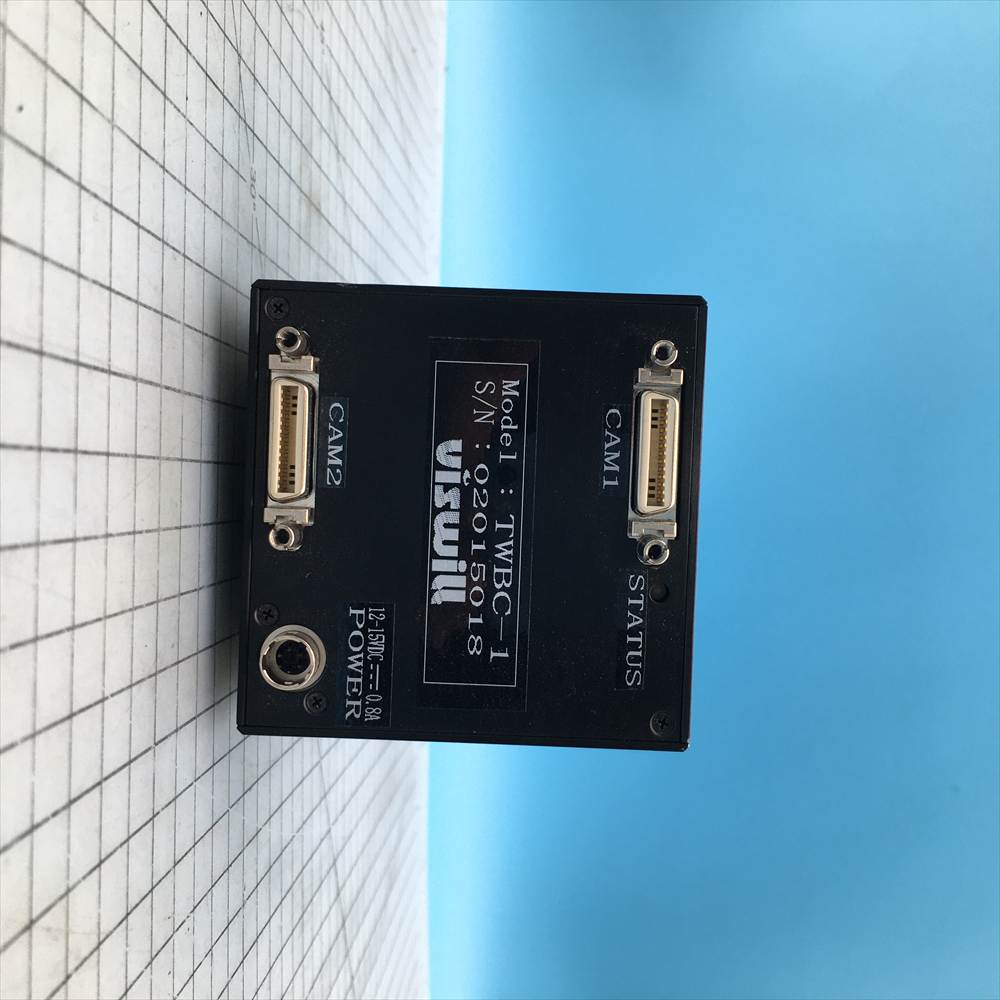 CAM1
STATUS
Model : TWBC-1
S/N : 02015018
viswill
CAM2
12-15VDC 0.8A
POWER